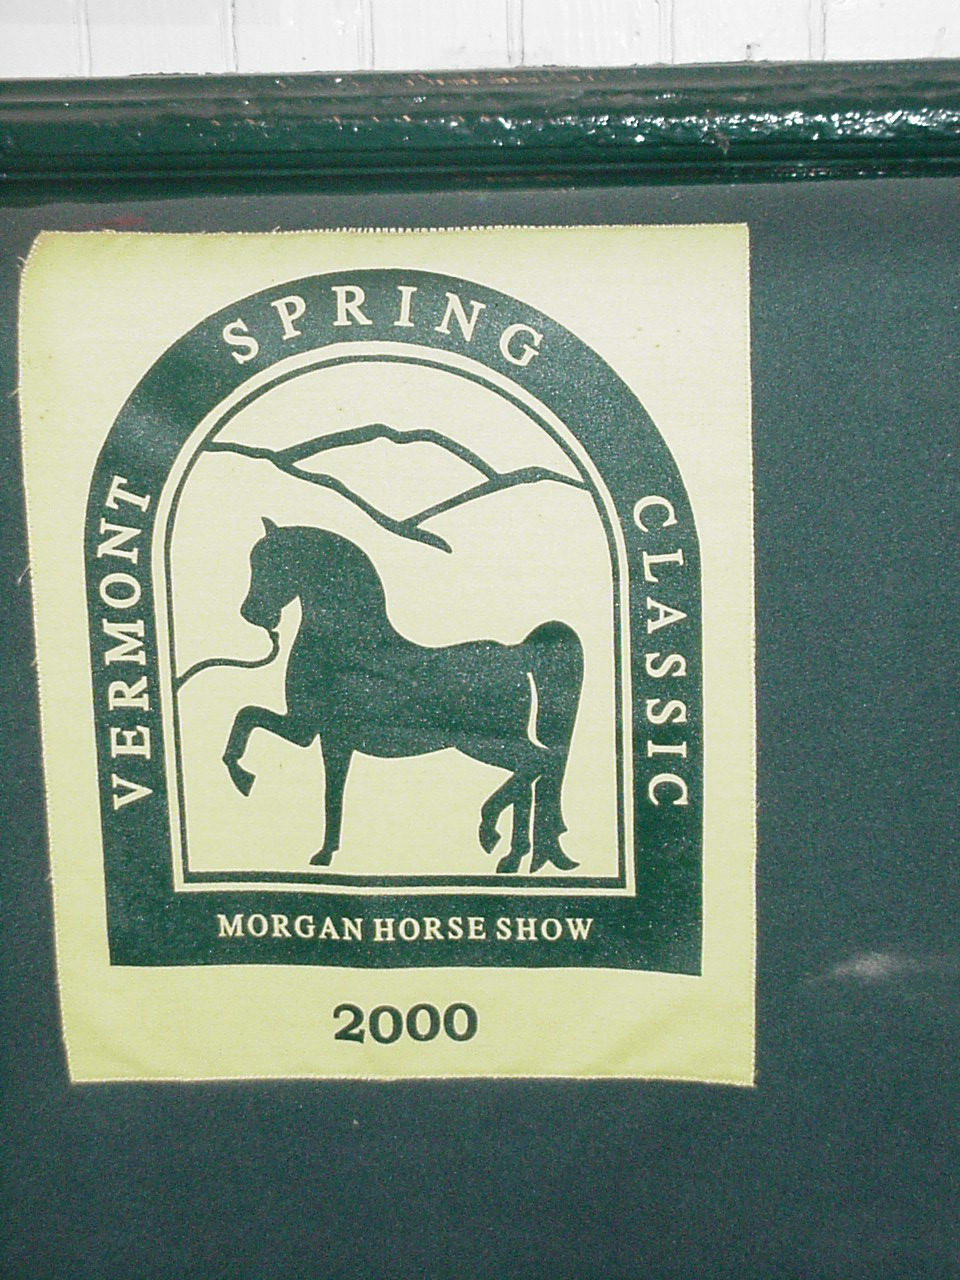 VERMONT
SPRING
CLASSIC
MORGAN HORSE SHOW
2000